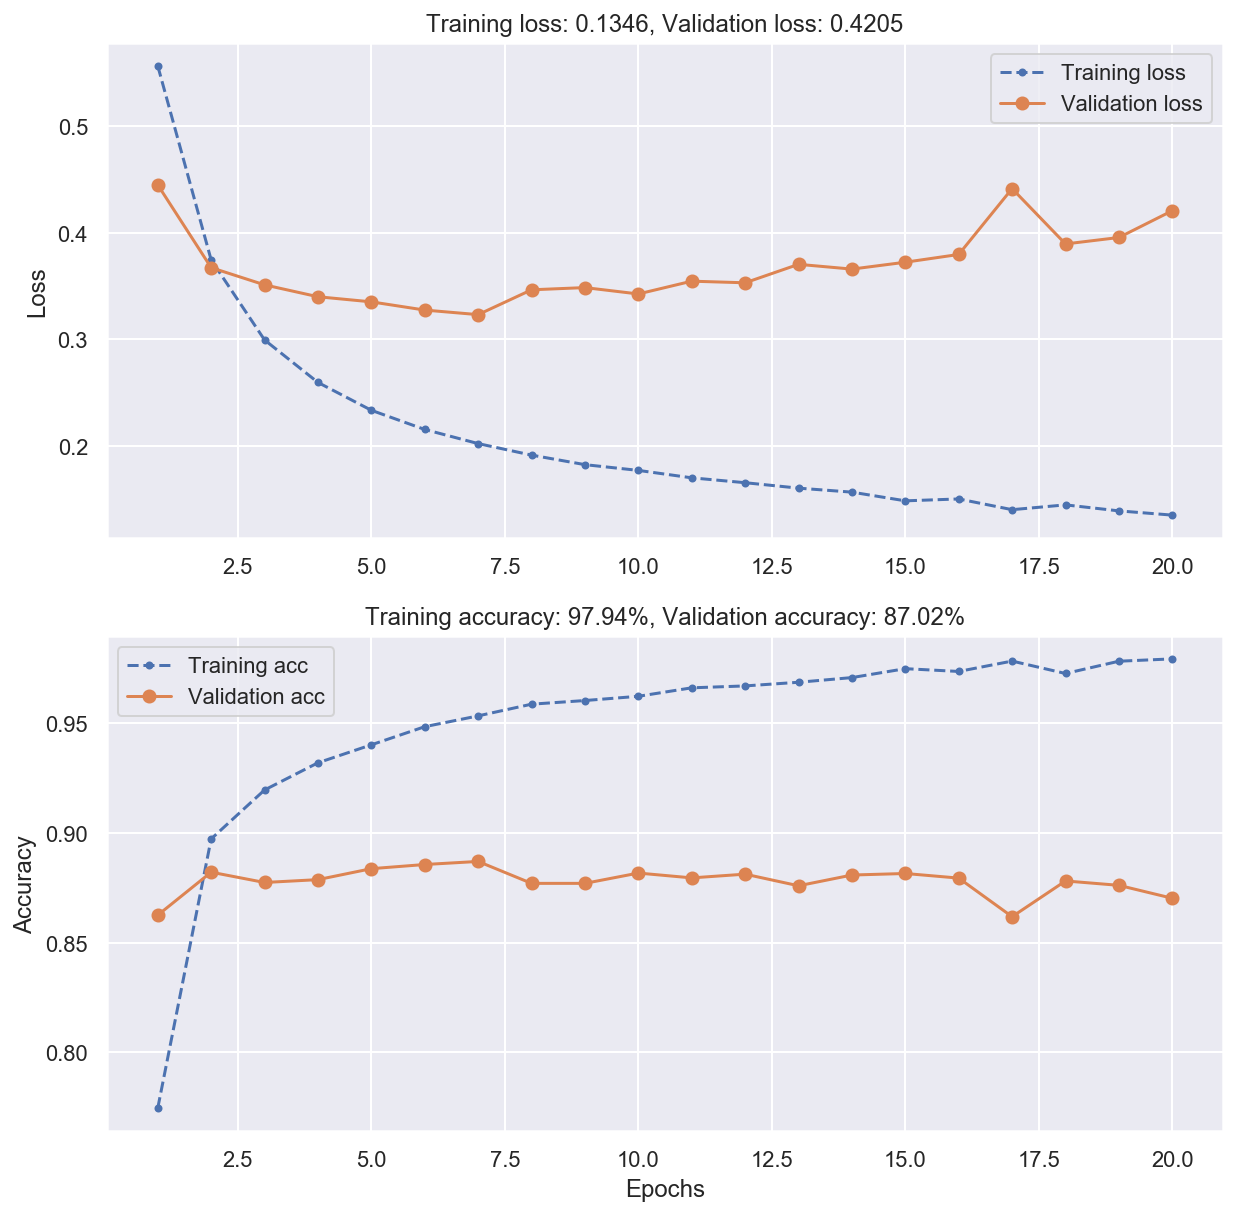 Training loss: 0.1346, Validation loss: 0.4205
Training loss
Validation loss
Loss
0.5
0.4
0.3
0.2
2.5 5.0 7.5 10.0 12.5 15.0 17.5 20.0
Training accuracy: 97.94%, Validation accuracy: 87.02%
Training acc
Validation acc
Accuracy
0.95
0.90
0.85
0.80
2.5 5.0 7.5 10.0 12.5 15.0 17.5 20.0
Epochs